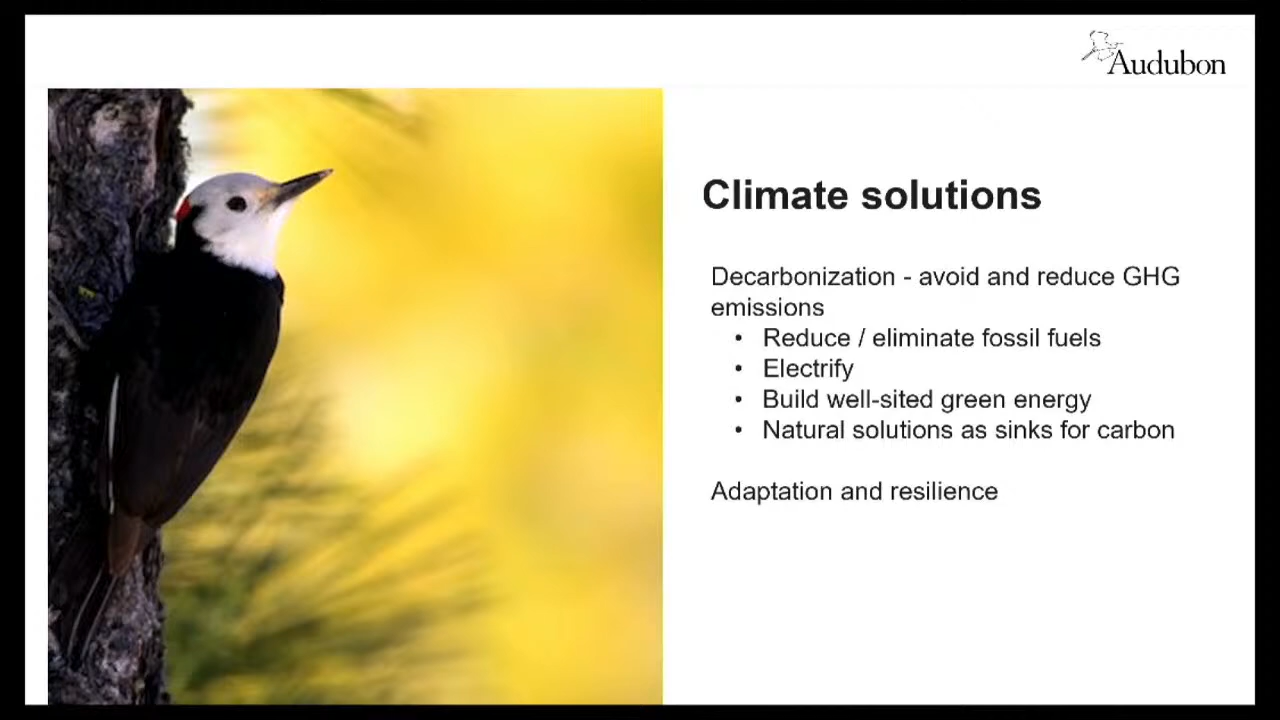 Audubon
Climate solutions
Decarbonization - avoid and reduce GHG
emissions
• Reduce / eliminate fossil fuels
• Electrify
• Build well-sited green energy
• Natural solutions as sinks for carbon
Adaptation and resilience